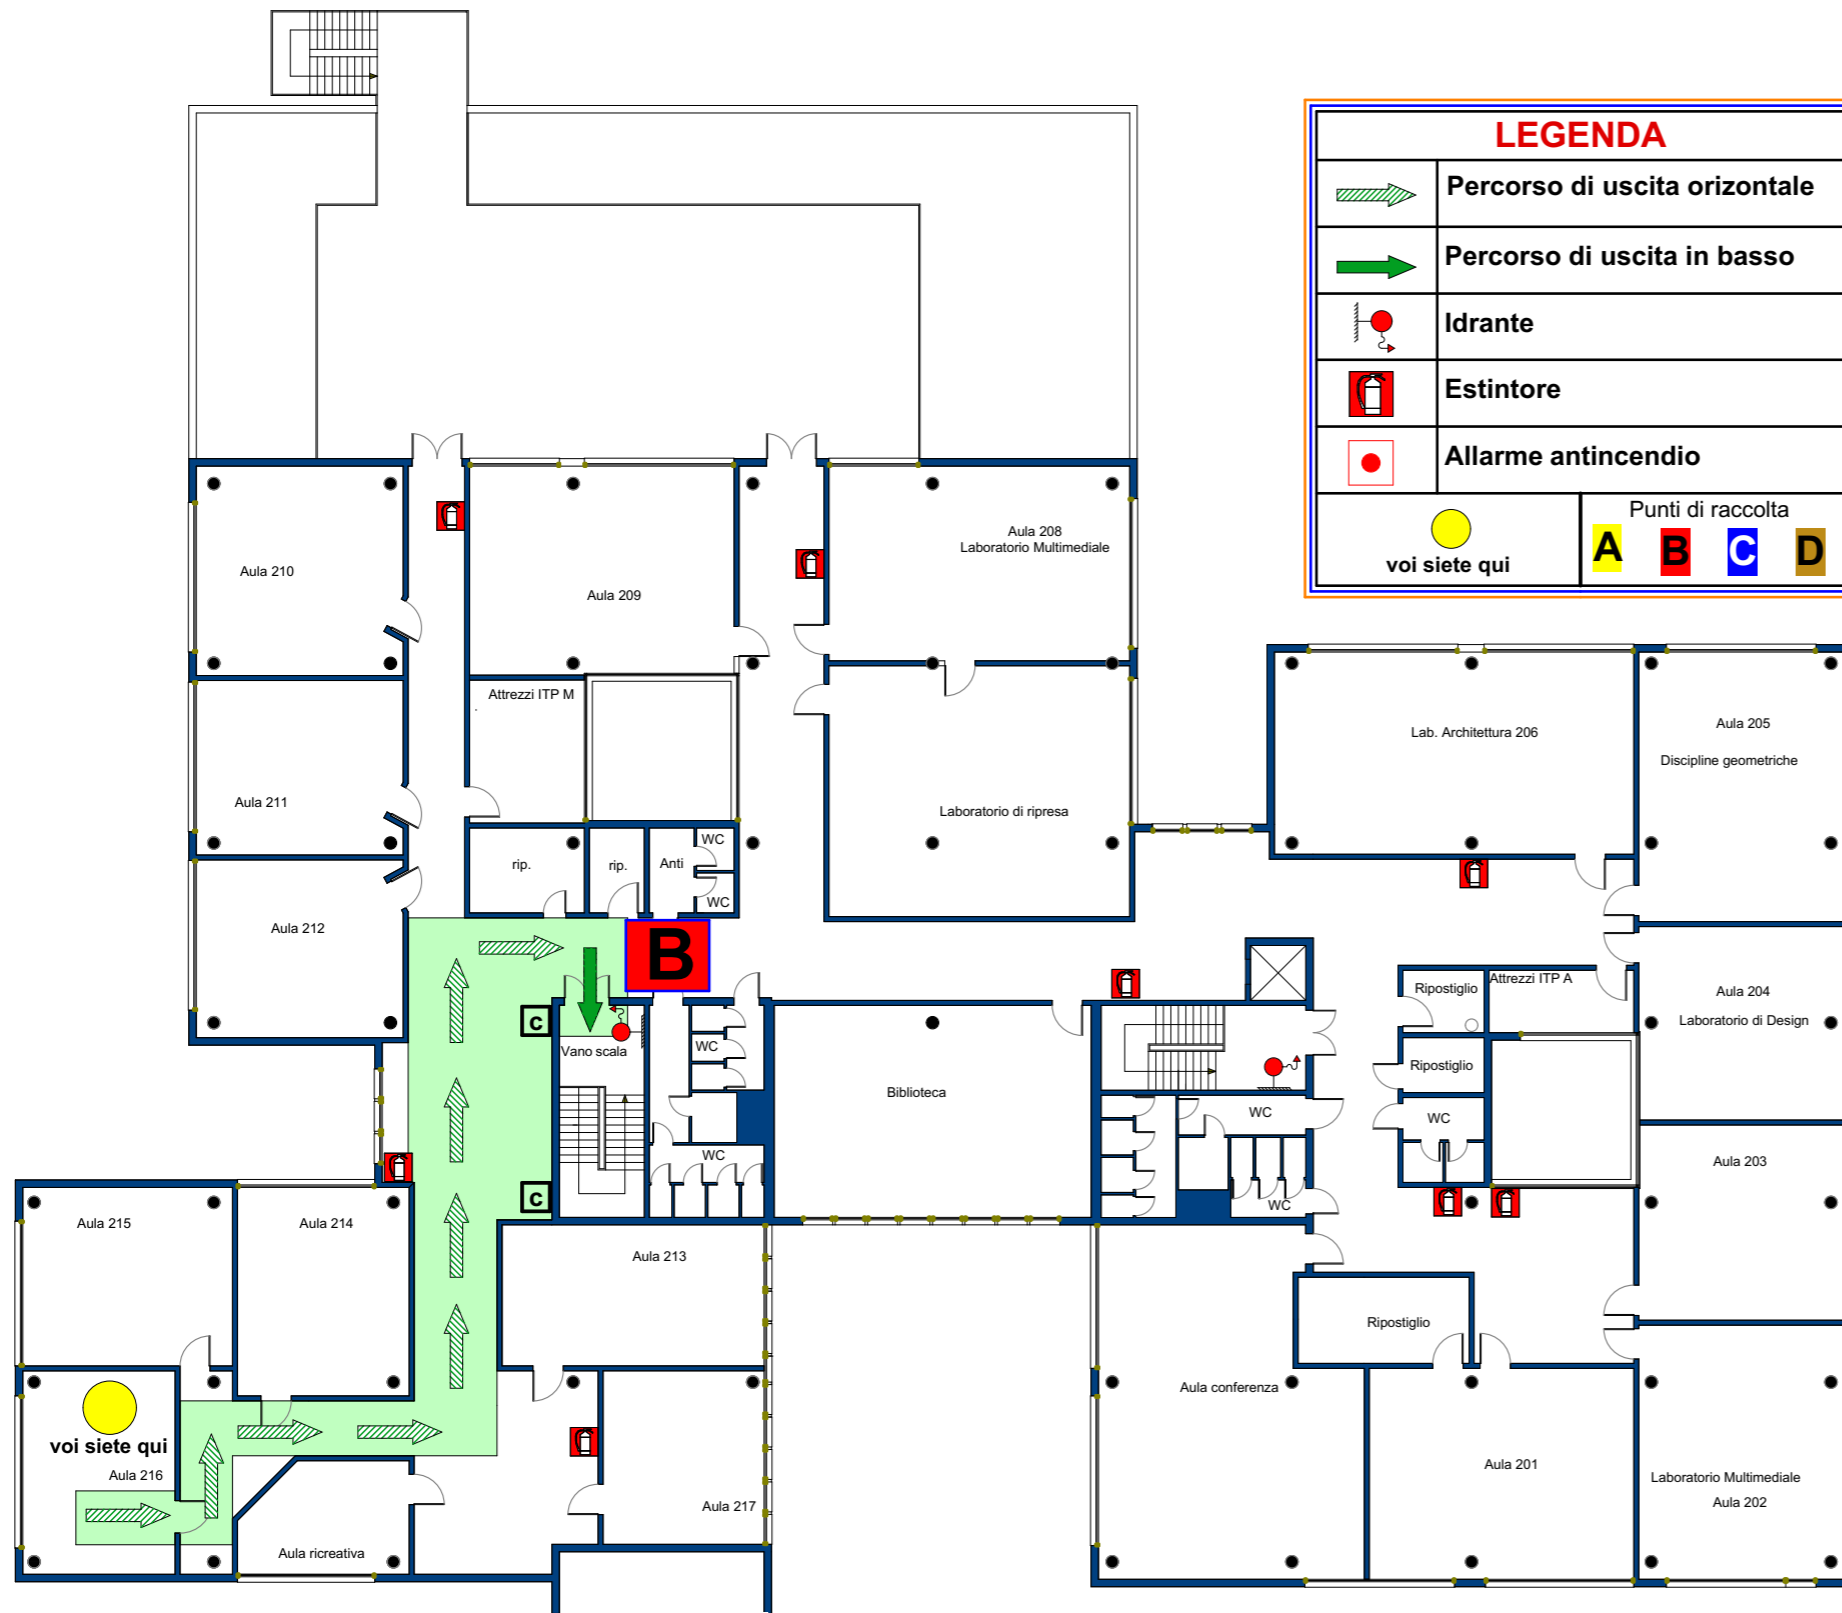 LEGENDA
Percorso di uscita orizontale
Percorso di uscita in basso
Idrante
Estintore
Allarme antincendio
voi siete qui
Punti di raccolta
A B C D
Aula 210
Aula 209
Aula 208
Laboratorio Multimediale
Attrezzi ITP M
Aula 211
Laboratorio di ripresa
Lab. Architettura 206
Aula 205
Discipline geometriche
rip.
rip.
Anti
WC
WC
Aula 212
B
C
Vano scala
WC
Biblioteca
Ripostiglio
Attrezzi ITP A
Aula 204
Laboratorio di Design
Ripostiglio
WC
WC
WC
C
WC
Aula 203
Aula 215
Aula 214
Aula 213
Ripostiglio
Aula conferenza
voi siete qui
Aula 216
Aula 217
Aula 201
Laboratorio Multimediale
Aula 202
Aula ricreativa